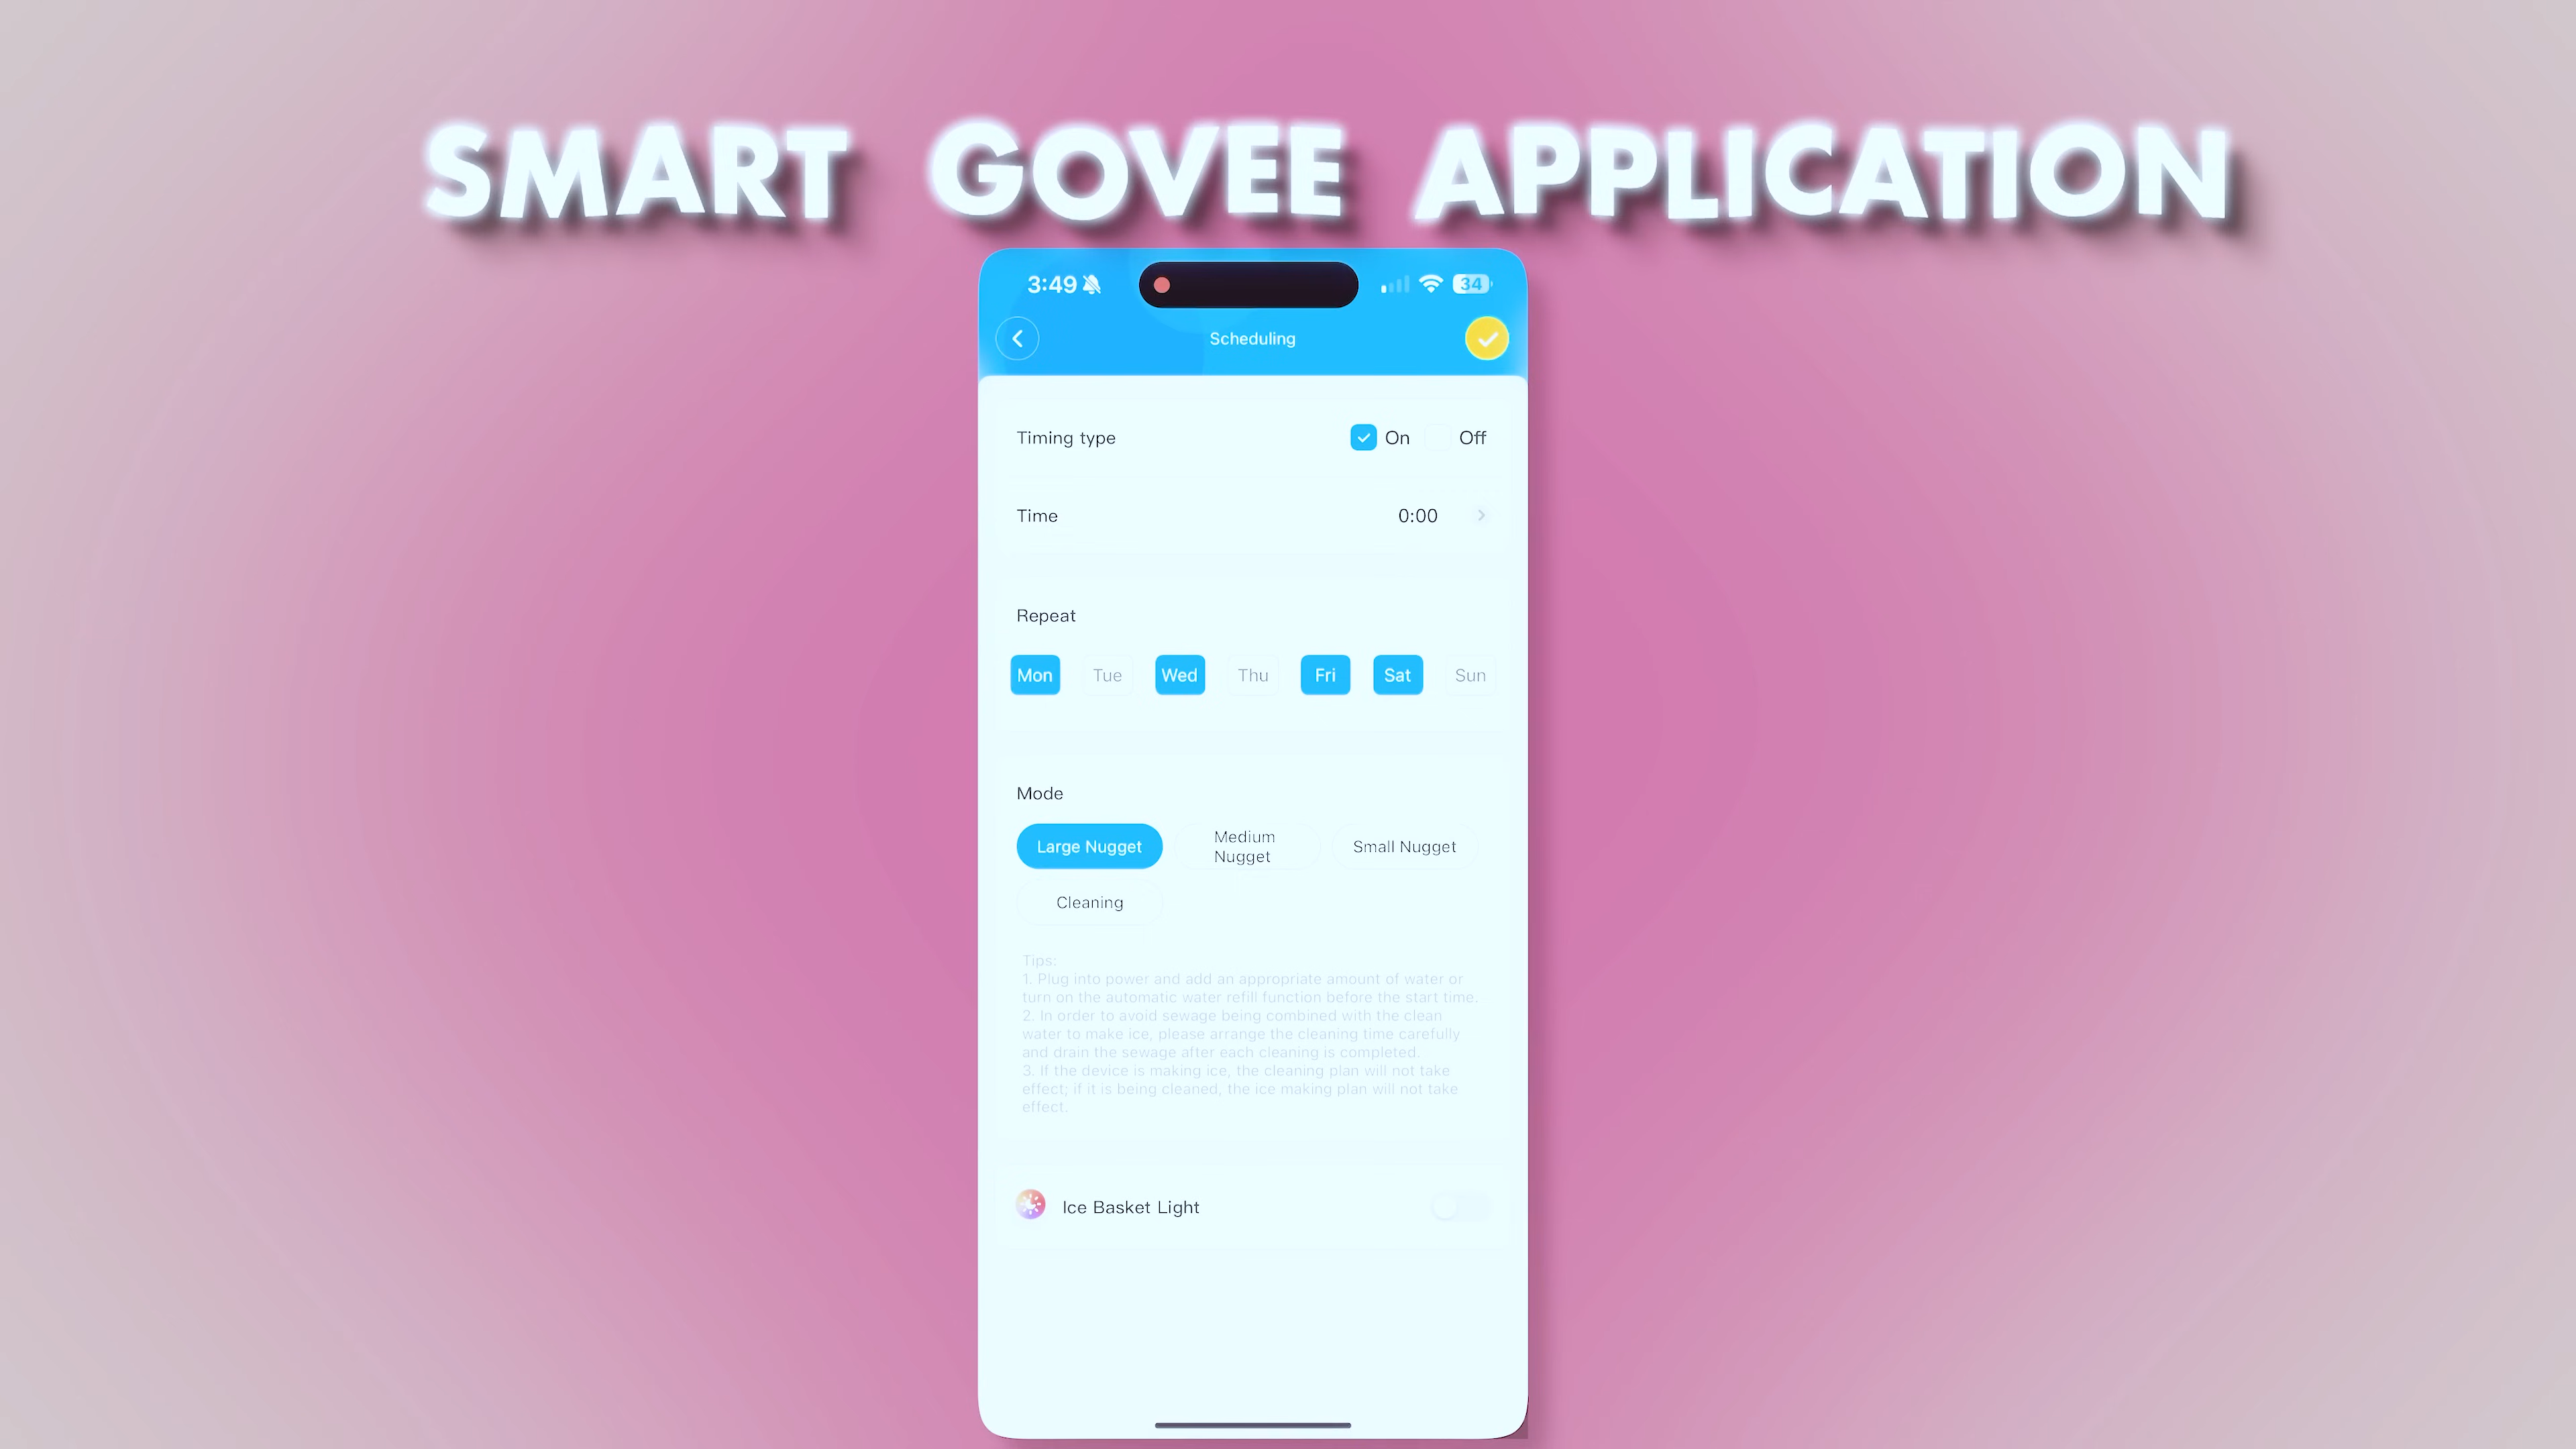 SMART GOVEE APPLICATION
3:49 34
Scheduling
Timing type On Off
Time 0:00
Repeat
Mon Tue Wed Thu Fri Sat Sun
Mode
Large Nugget Medium Nugget Small Nugget
Cleaning
Tips:
1. Plug into power and add an appropriate amount of water or
turn on the automatic water refill function before the start time.
2. In order to avoid sewage being combined with the clean
water to make ice, please arrange the cleaning time carefully
and drain the sewage after each cleaning is completed.
3. If the device is making ice, the cleaning plan will not take
effect; if it is being cleaned, the ice making plan will not take
effect.
Ice Basket Light